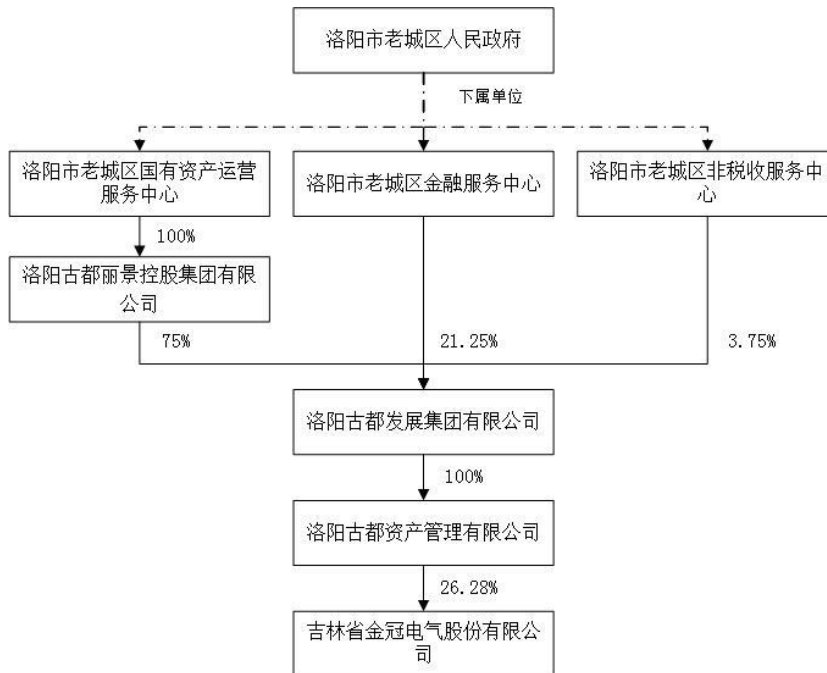 洛阳市老城区人民政府
下属单位
洛阳市老城区国有资产运营
服务中心
洛阳市老城区金融服务中心
洛阳市老城区非税收服务中
心
100%
洛阳古都丽景控股集团有限
公司
75%
21.25%
3.75%
洛阳古都发展集团有限公司
100%
洛阳古都资产管理有限公司
26.28%
吉林省金冠电气股份有限公
司